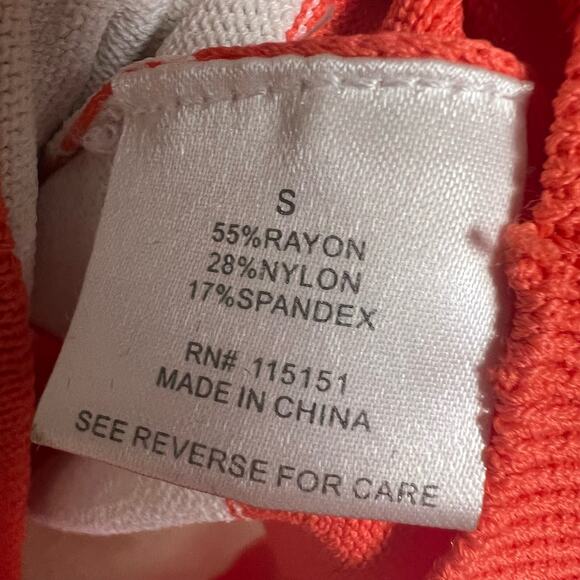 S
55%RAYON
28%NYLON
17%SPANDEX
RN# 115151
MADE IN CHINA
SEE REVERSE FOR CARE